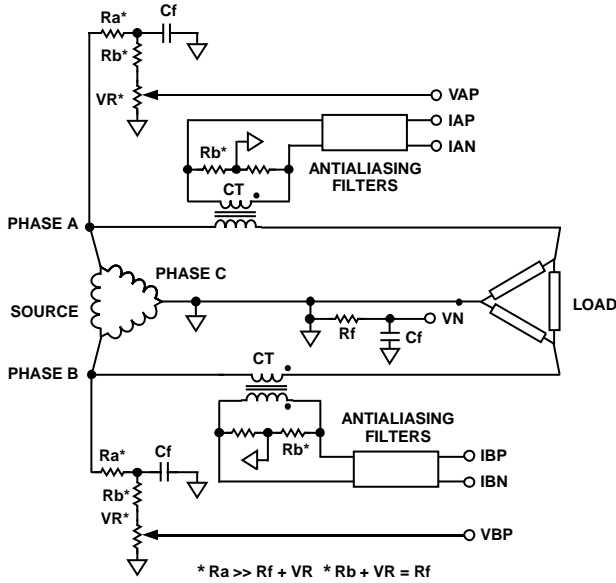 Ra*
Cf
Rb*
VR*
VAP
IAP
IAN
Rb*
ANTIALIASING
FILTERS
CT
PHASE A
PHASE C
SOURCE
LOAD
VN
Rf
Cf
PHASE B
CT
ANTIALIASING
FILTERS
Ra*
Cf
Rb*
IBP
Rb*
IBN
VR*
VBP
* Ra >> Rf + VR * Rb + VR = Rf